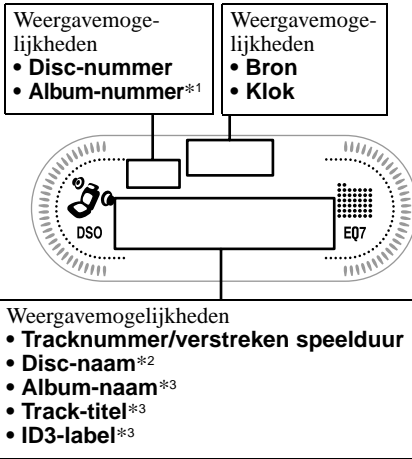 Weergavemoge-
lijkheden
• Disc-nummer
• Album-nummer*1
Weergavemoge-
lijkheden
• Bron
• Klok
DSO
EQ7
Weergavemogelijkheden
• Tracknummer/verstreken speelduur
• Disc-naam*2
• Album-naam*3
• Track-titel*3
• ID3-label*3